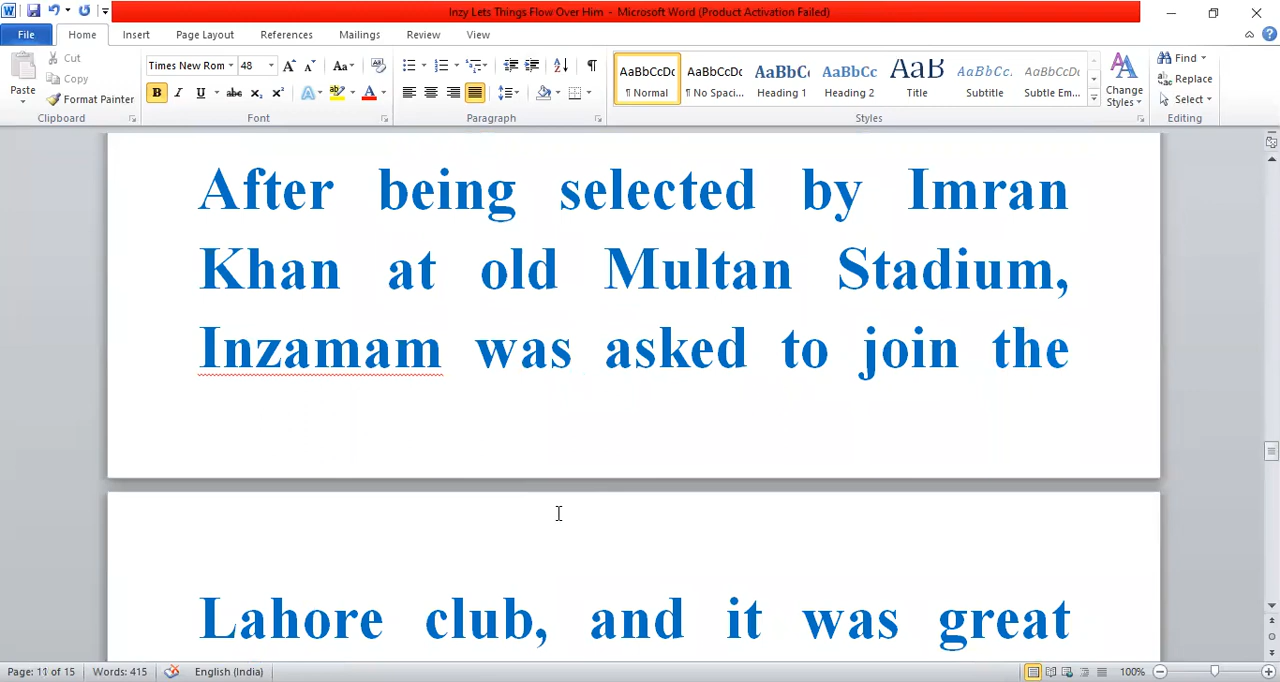 Inzy Lets Things Flow Over Him - Microsoft Word (Product Activation Failed)
File Home Insert Page Layout References Mailings Review View
Cut
Copy
Paste
Format Painter
Times New Rom 48
AaBbCcDc AaBbCcDc AaBbCc AaBbCc AaB AaBbCc. AaBbCcDc
¶ Normal ¶ No Spaci... Heading 1 Heading 2 Title Subtitle Subtle Em...
Change
Styles
Find
Replace
Select
Clipboard Font Paragraph Styles Editing
After being selected by Imran
Khan at old Multan Stadium,
Inzamam was asked to join the
Lahore club, and it was great
Page: 11 of 15 Words: 415 English (India) 100%